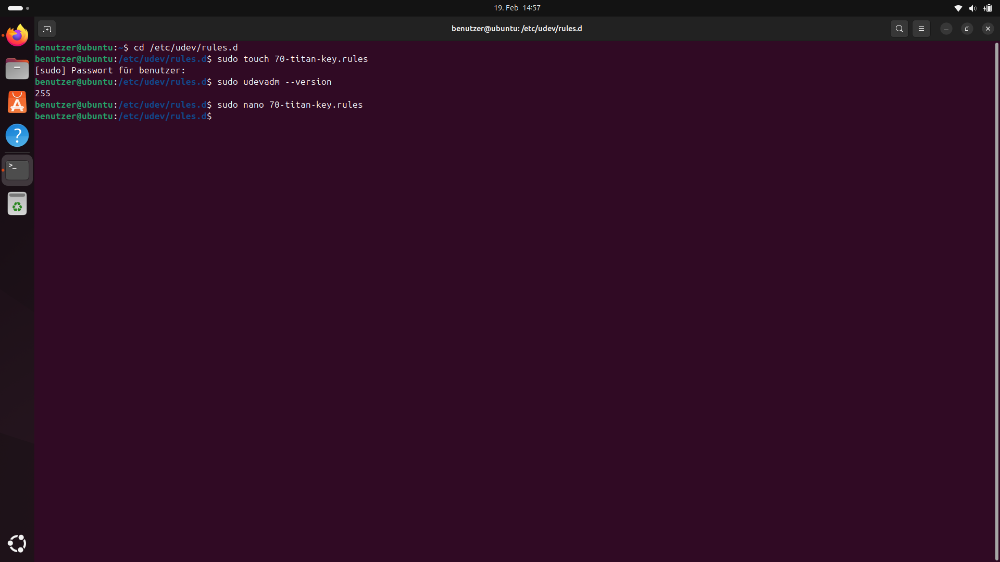 19. Feb 14:57
benutzer@ubuntu: /etc/udev/rules.d
benutzer@ubuntu:~$ cd /etc/udev/rules.d
benutzer@ubuntu:/etc/udev/rules.d$ sudo touch 70-titan-key.rules
[sudo] Passwort für benutzer:
benutzer@ubuntu:/etc/udev/rules.d$ sudo udevadm --version
255
benutzer@ubuntu:/etc/udev/rules.d$ sudo nano 70-titan-key.rules
benutzer@ubuntu:/etc/udev/rules.d$